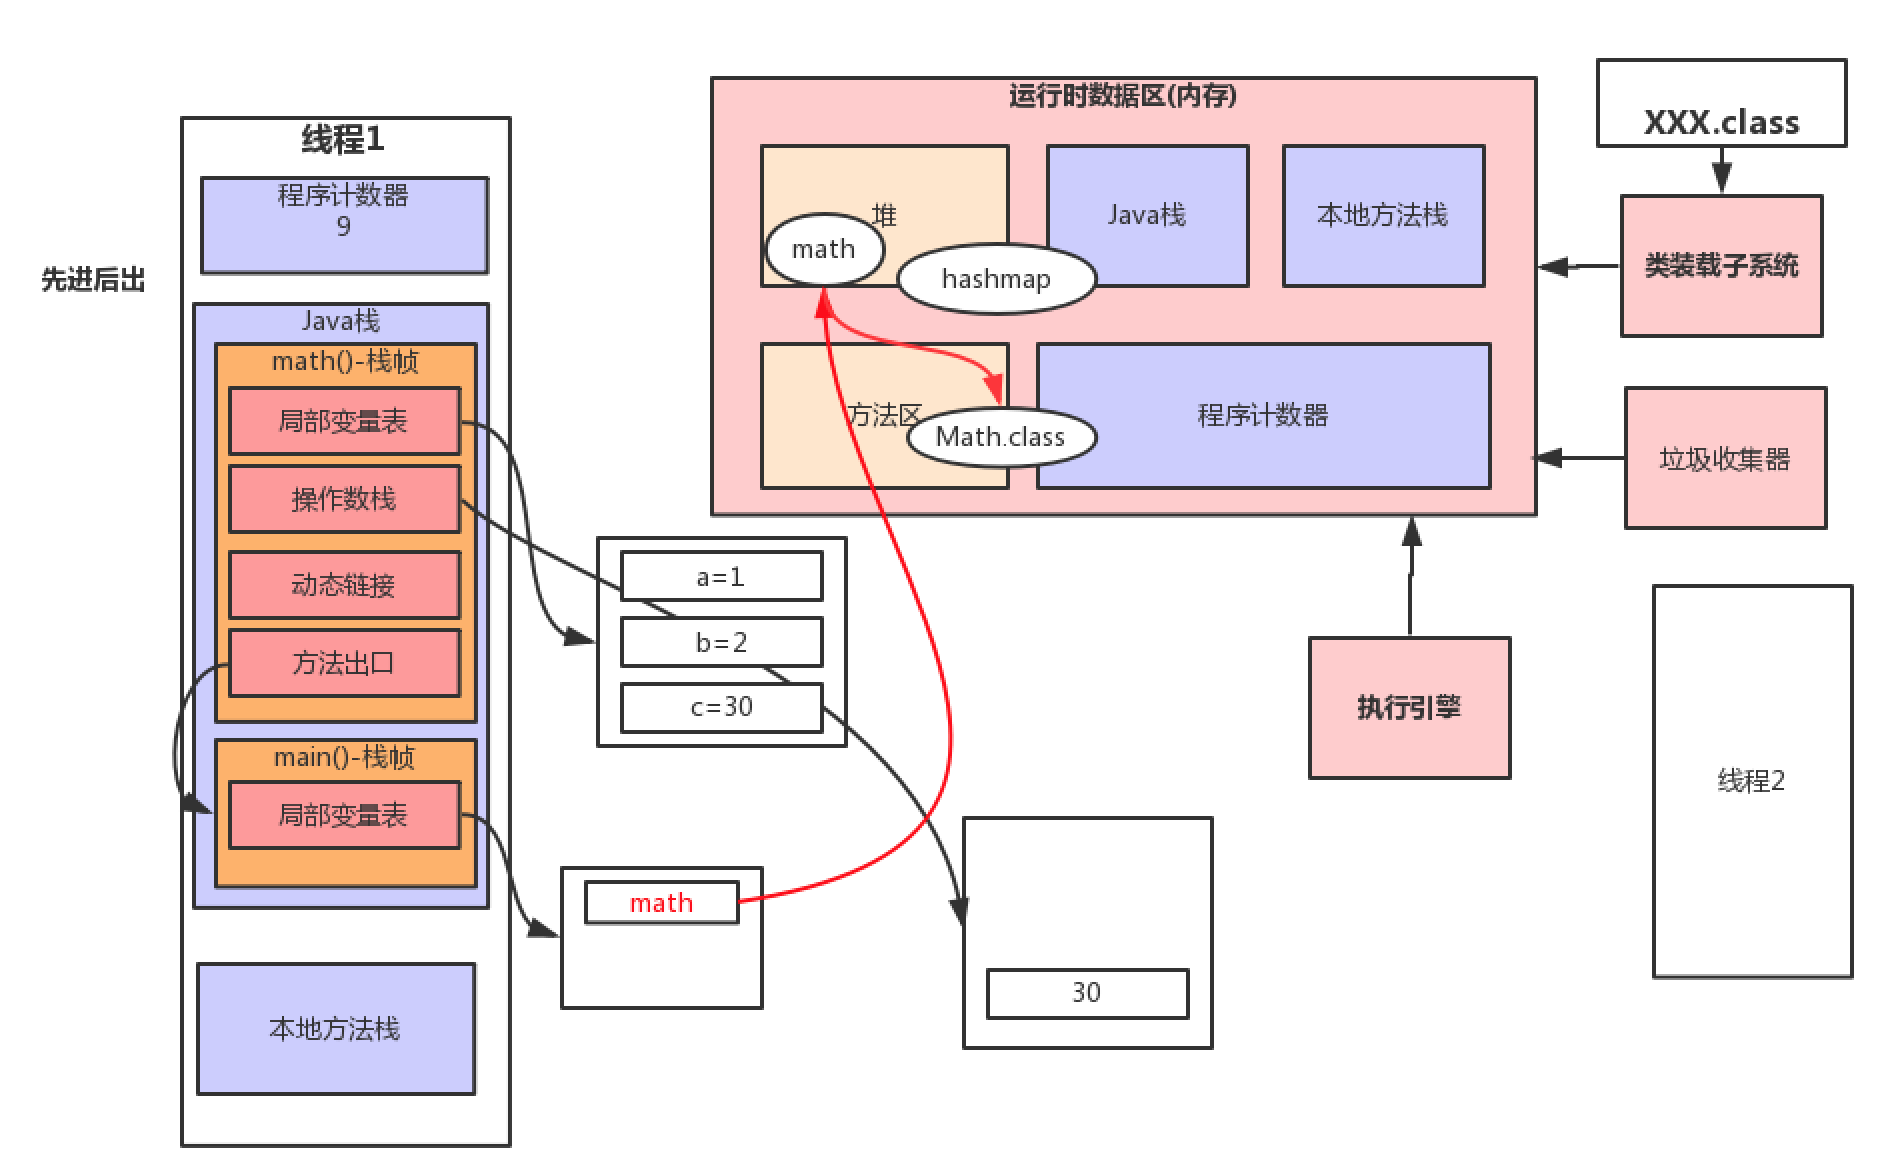 线程1
程序计数器
9
先进后出
Java栈
math()-栈帧
局部变量表
操作数栈
动态链接
方法出口
main()-栈帧
局部变量表
本地方法栈
a=1
b=2
c=30
math
30
运行时数据区(内存)
堆
math
hashmap
Java栈
本地方法栈
方法区
Math.class
程序计数器
XXX.class
类装载子系统
垃圾收集器
执行引擎
线程2